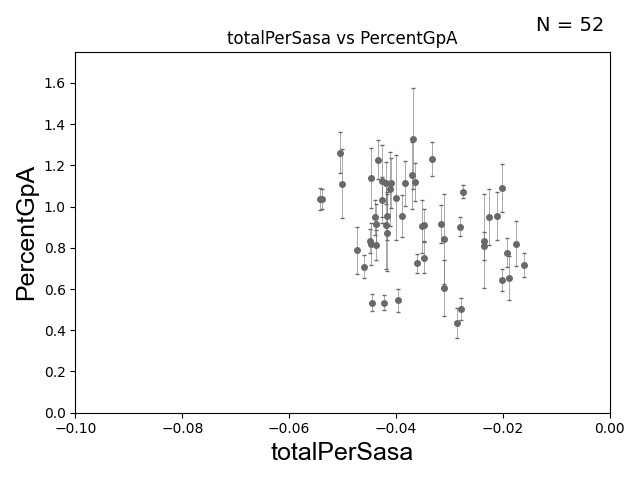 N = 52
totalPerSasa vs PercentGpA
PercentGpA
1.6
1.4
1.2
1.0
0.8
0.6
0.4
0.2
0.0
−0.10 −0.08 −0.06 −0.04 −0.02 0.00
totalPerSasa